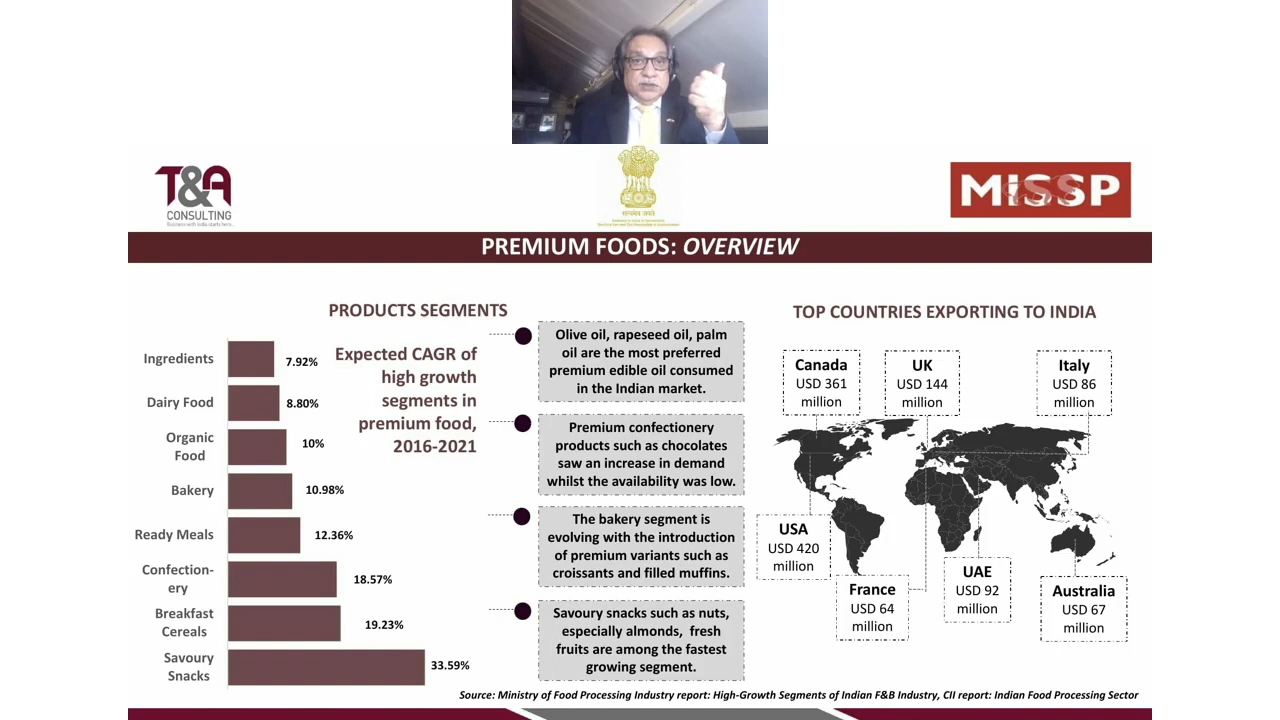 T&A
CONSULTING
Business with India starts here...
सत्यमेव जयते
MISSP
PREMIUM FOODS: OVERVIEW
PRODUCTS SEGMENTS
Expected CAGR of
high growth
segments in
premium food,
2016-2021
Ingredients
7.92%
Dairy Food
8.80%
Organic
Food
10%
Bakery
10.98%
Ready Meals
12.36%
Confection-
ery
18.57%
Breakfast
Cereals
19.23%
Savoury
Snacks
33.59%
Olive oil, rapeseed oil, palm
oil are the most preferred
premium edible oil consumed
in the Indian market.
Premium confectionery
products such as chocolates
saw an increase in demand
whilst the availability was low.
The bakery segment is
evolving with the introduction
of premium variants such as
croissants and filled muffins.
Savoury snacks such as nuts,
especially almonds, fresh
fruits are among the fastest
growing segment.
TOP COUNTRIES EXPORTING TO INDIA
Canada
USD 361
million
UK
USD 144
million
Italy
USD 86
million
USA
USD 420
million
France
USD 64
million
UAE
USD 92
million
Australia
USD 67
million
Source: Ministry of Food Processing Industry report: High-Growth Segments of Indian F&B Industry, CII report: Indian Food Processing Sector